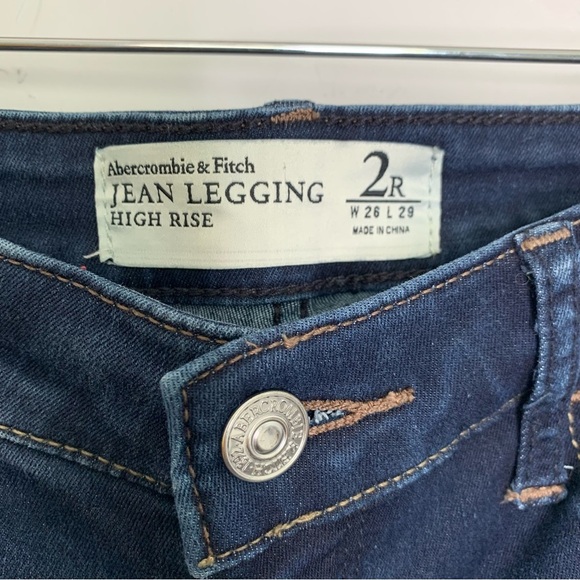 Abercrombie & Fitch
JEAN LEGGING
HIGH RISE
2R
W 26 L 29
MADE IN CHINA
ABERCROMBIE